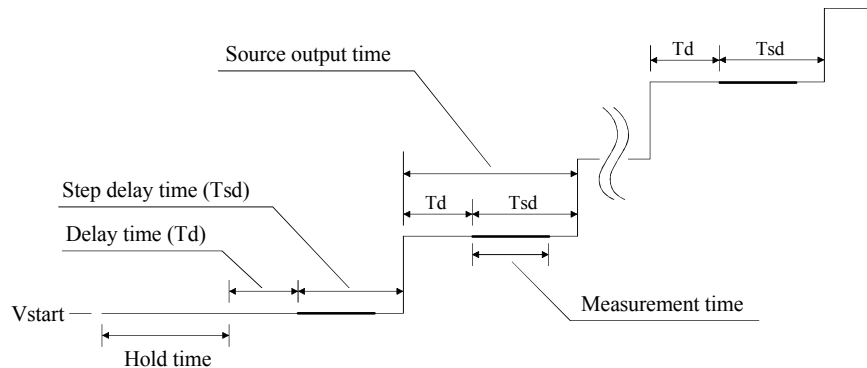 Td
Tsd
Source output time
Step delay time (Tsd)
Td
Tsd
Delay time (Td)
Measurement time
Vstart
Hold time